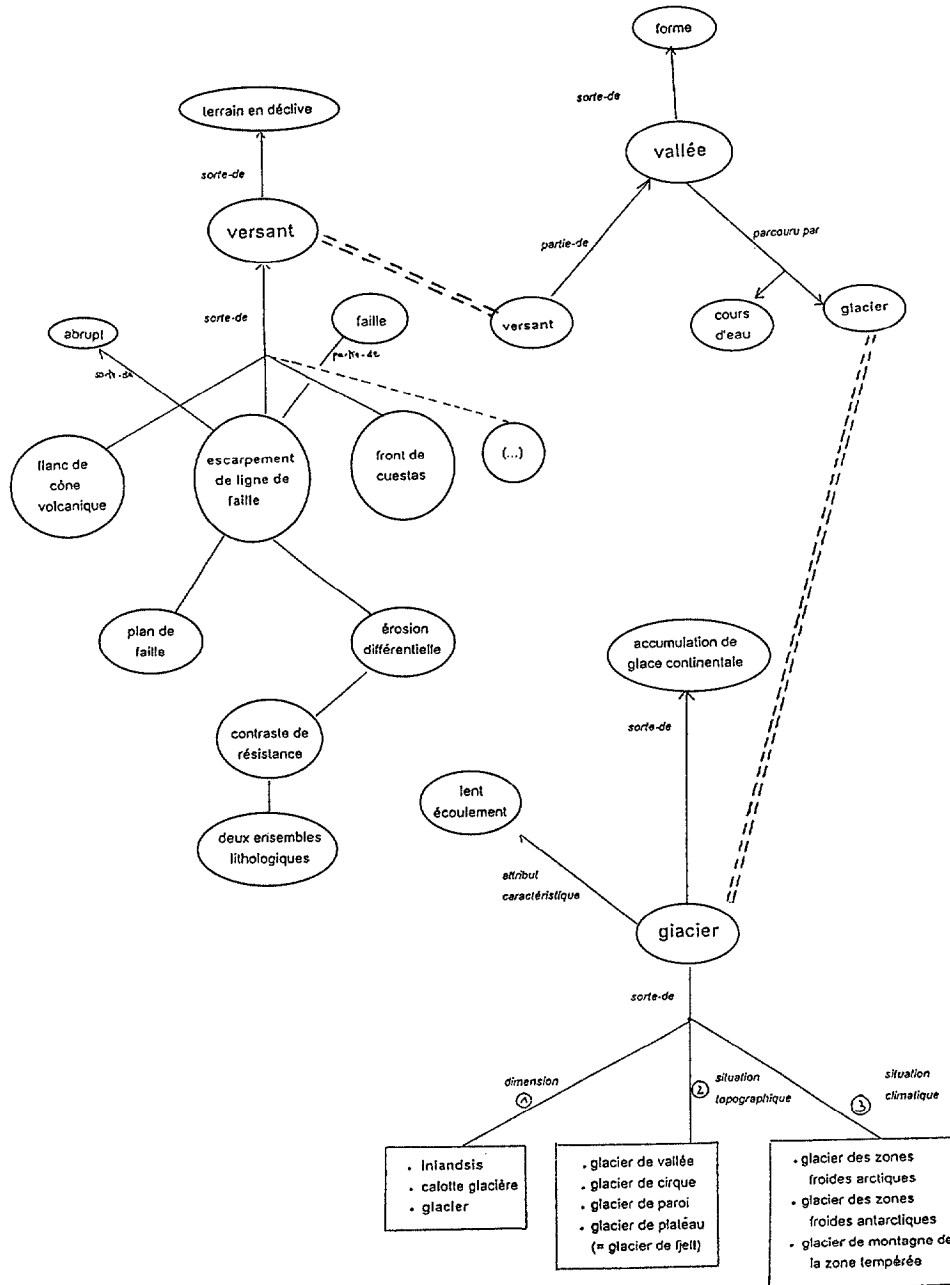 forme
sorte-de
terrain en déclive
vallée
sorte-de
versant
partie-de
parcouru par
sorte-de
faille
versant
cours
d'eau
glacier
abrupt
partie-de
sorte-de
flanc de
cône
volcanique
escarpement
de ligne de
faille
front de
cuestas
(...)
plan de
faille
érosion
différentielle
accumulation de
glace continentale
contraste de
résistance
sorte-de
lent
écoulement
deux ensembles
lithologiques
attribut
caractéristique
glacier
sorte-de
dimension
1
2
situation
topographique
situation
climatique
3
• Inlandsis
• calotte glacière
• glacier
• glacier de vallée
• glacier de cirque
• glacier de paroi
• glacier de platéau
(= glacier de fjell)
• glacier des zones
froides arctiques
• glacier des zones
froides antarctiques
• glacier de montagne de
la zone tempérée